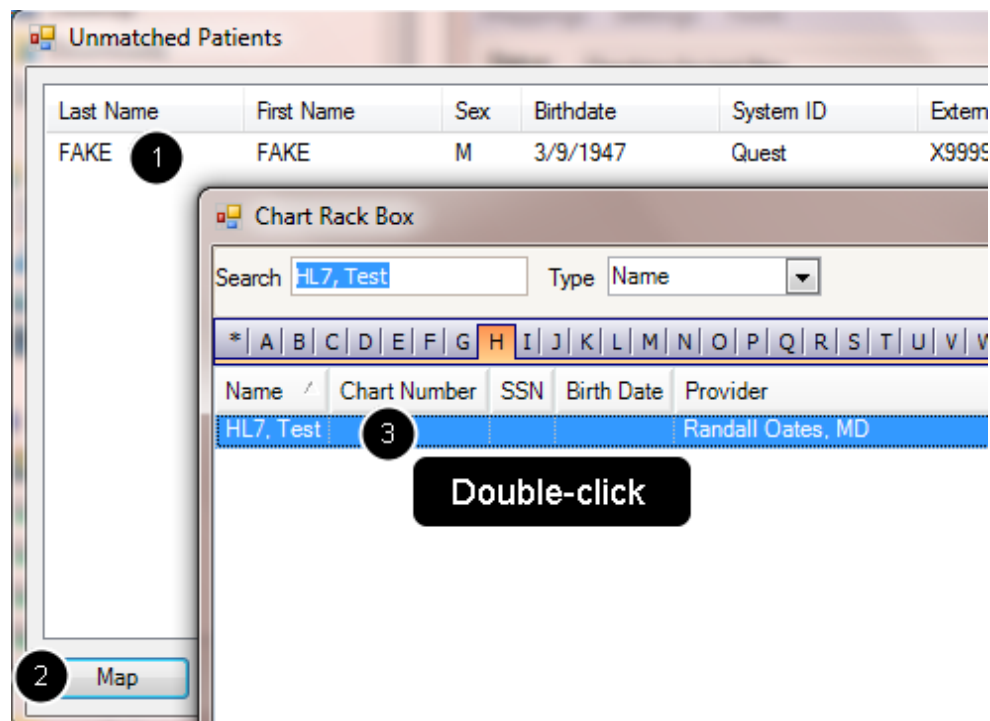 Unmatched Patients
Last Name First Name Sex Birthdate System ID Extern
FAKE 1 FAKE M 3/9/1947 Quest X9999
Chart Rack Box
Search HL7, Test Type Name
* A B C D E F G H I J K L M N O P Q R S T U V W
Name Chart Number SSN Birth Date Provider
HL7, Test 3 Randall Oates, MD
Double-click
2 Map